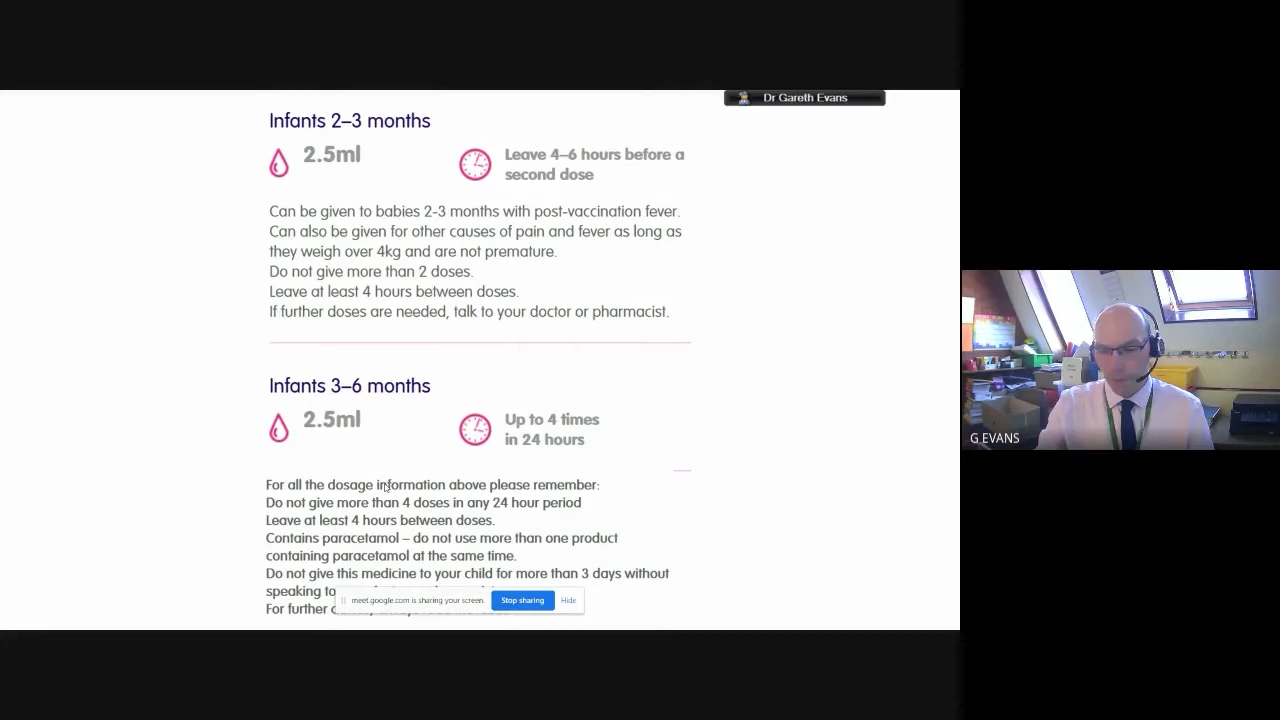 Dr Gareth Evans
Infants 2–3 months
2.5ml
Leave 4–6 hours before a
second dose
Can be given to babies 2-3 months with post-vaccination fever.
Can also be given for other causes of pain and fever as long as
they weigh over 4kg and are not premature.
Do not give more than 2 doses.
Leave at least 4 hours between doses.
If further doses are needed, talk to your doctor or pharmacist.
Infants 3–6 months
2.5ml
Up to 4 times
in 24 hours
For all the dosage information above please remember:
Do not give more than 4 doses in any 24 hour period
Leave at least 4 hours between doses.
Contains paracetamol – do not use more than one product
containing paracetamol at the same time.
Do not give this medicine to your child for more than 3 days without
speaking to
For further
meet.google.com is sharing your screen.
Stop sharing
Hide
G EVANS